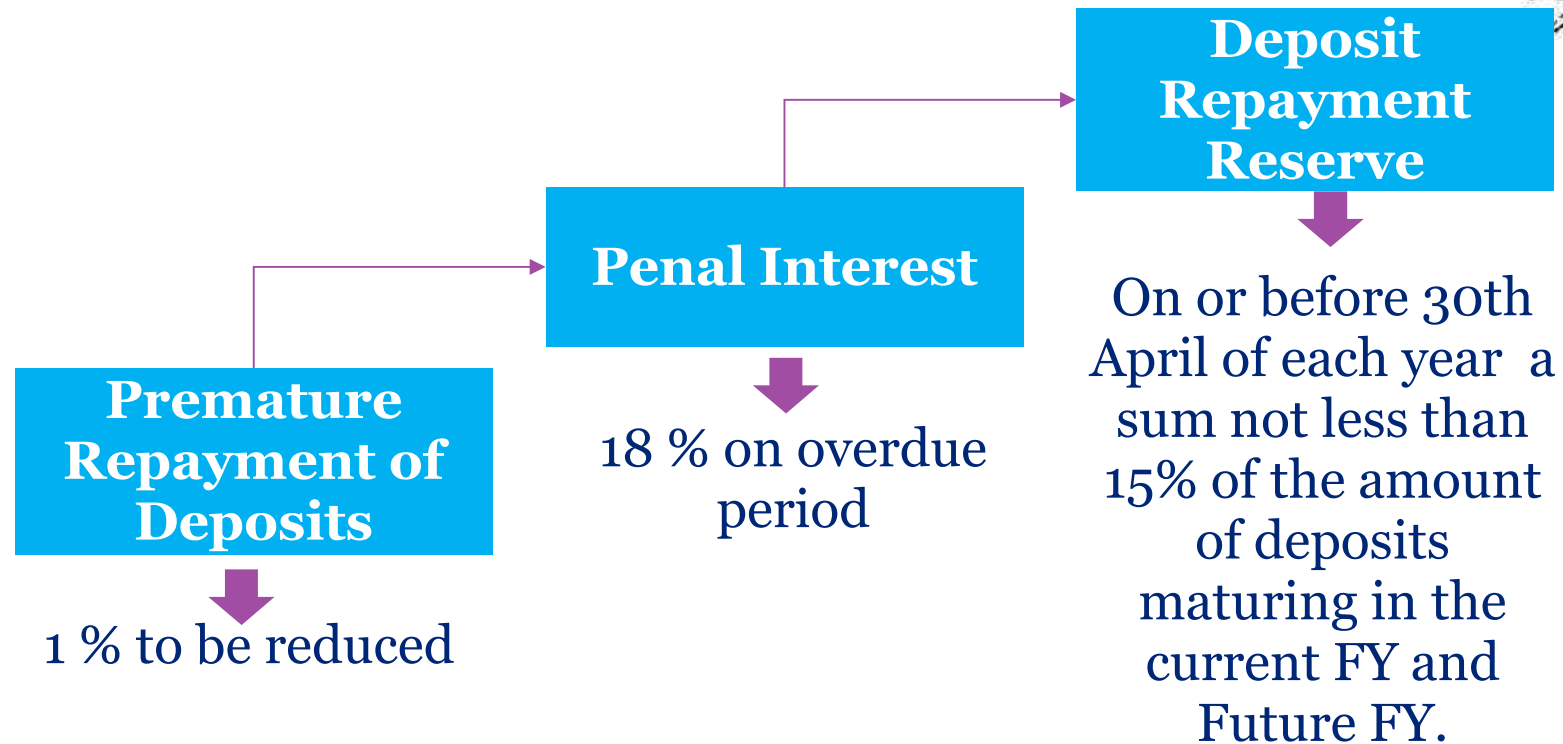 Deposit
Repayment
Reserve
On or before 30th
April of each year a
sum not less than
15% of the amount
of deposits
maturing in the
current FY and
Future FY.
Penal Interest
18 % on overdue
period
Premature
Repayment of
Deposits
1 % to be reduced